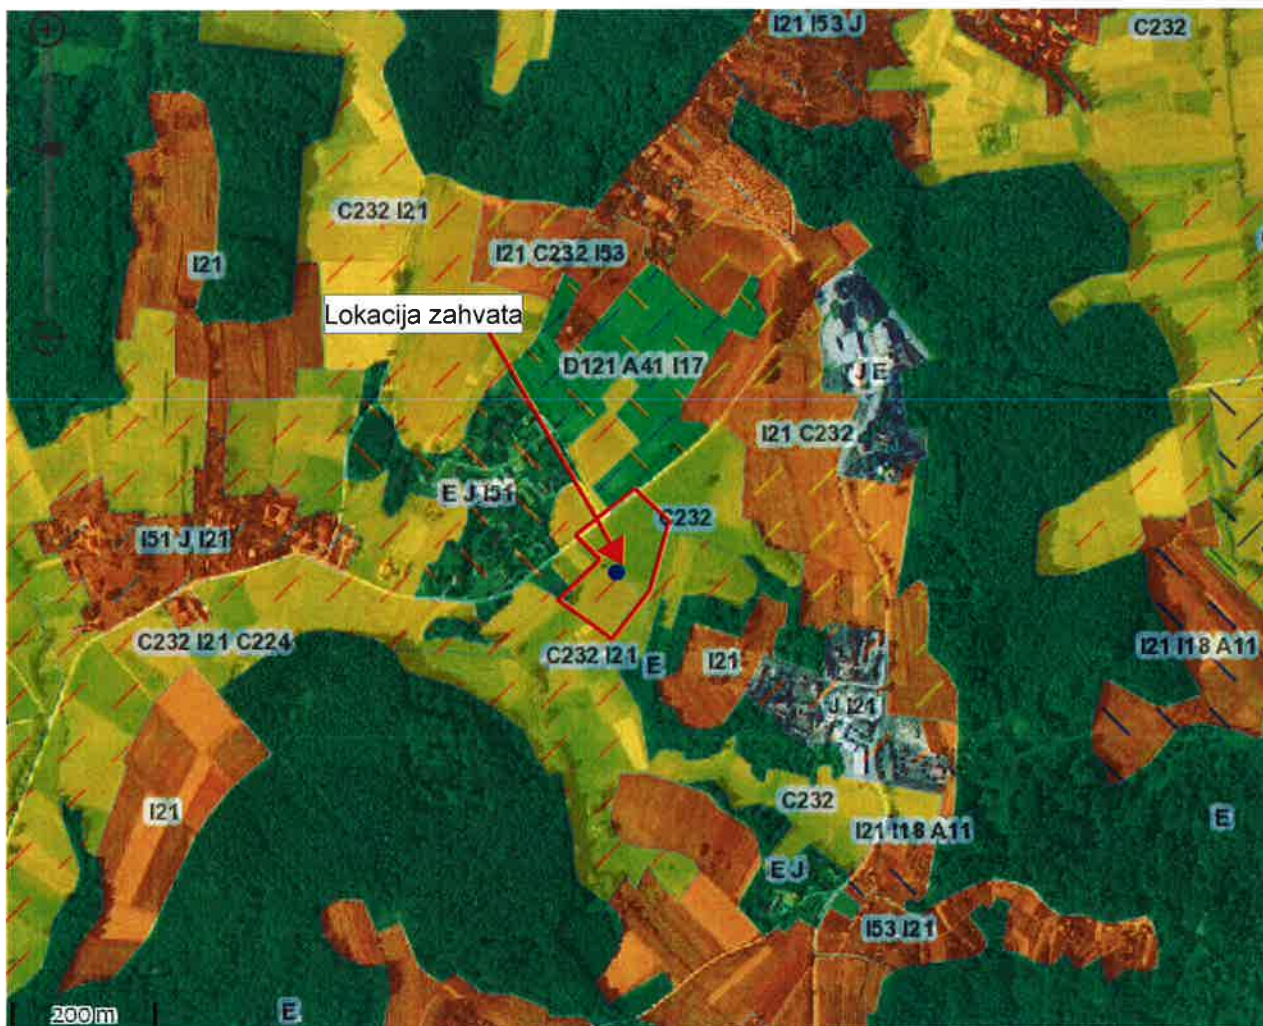 I21 I53 J
C232
C232 I21
I21 C232 I53
I21
Lokacija zahvata
D121 A41 I17
J E
I21 C232
E J I51
C232
I51 J I21
C232 I21 C224
C232 I21
E
I21
I21 I18 A11
J I21
C232
I21
I21 I18 A11
E
E J
I53 I21
200 m
E